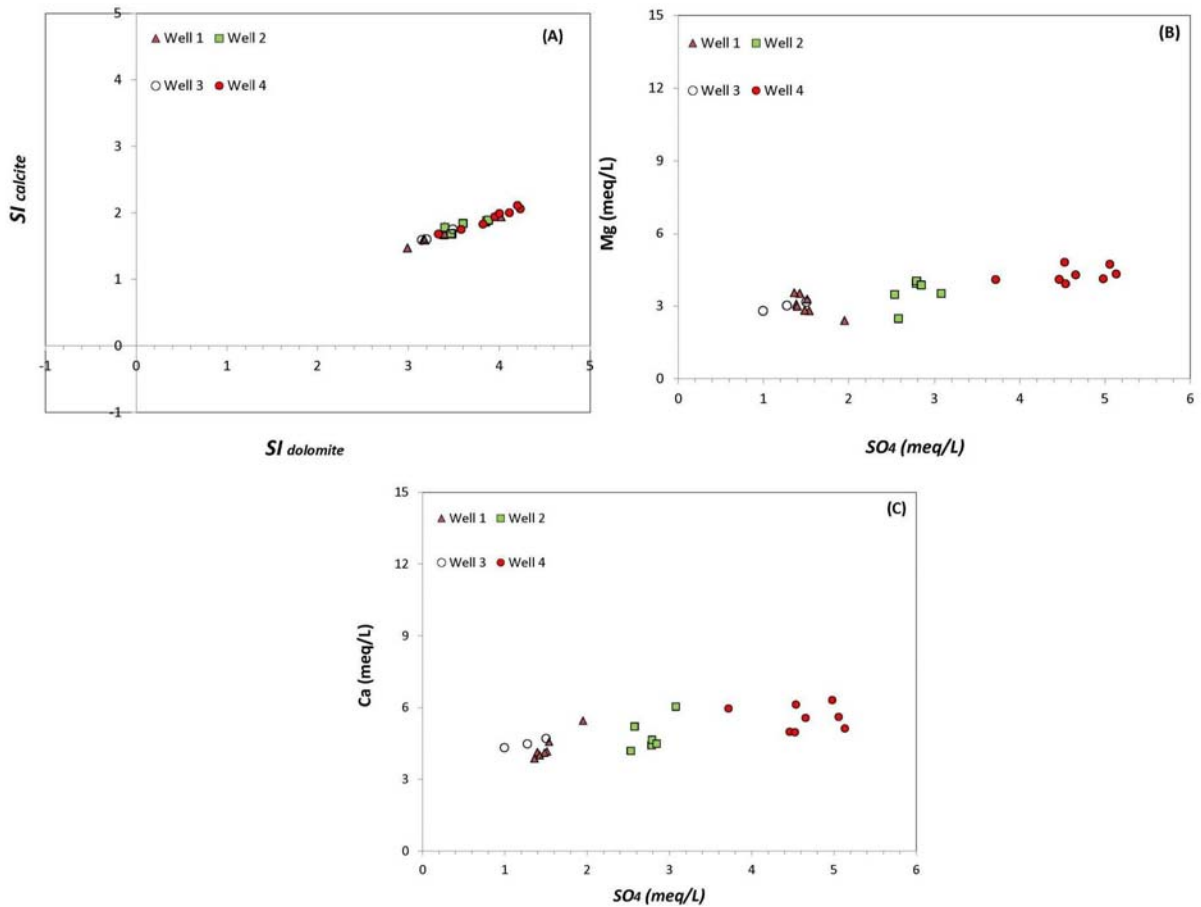 (A)
Well 1 Well 2
Well 3 Well 4
5
4
3
2
1
0
-1
-1 0 1 2 3 4 5
SI calcite
SI dolomite
(B)
Well 1 Well 2
Well 3 Well 4
15
12
9
6
3
0
0 1 2 3 4 5 6
Mg (meq/L)
SO4 (meq/L)
(C)
Well 1 Well 2
Well 3 Well 4
15
12
9
6
3
0
0 1 2 3 4 5 6
Ca (meq/L)
SO4 (meq/L)